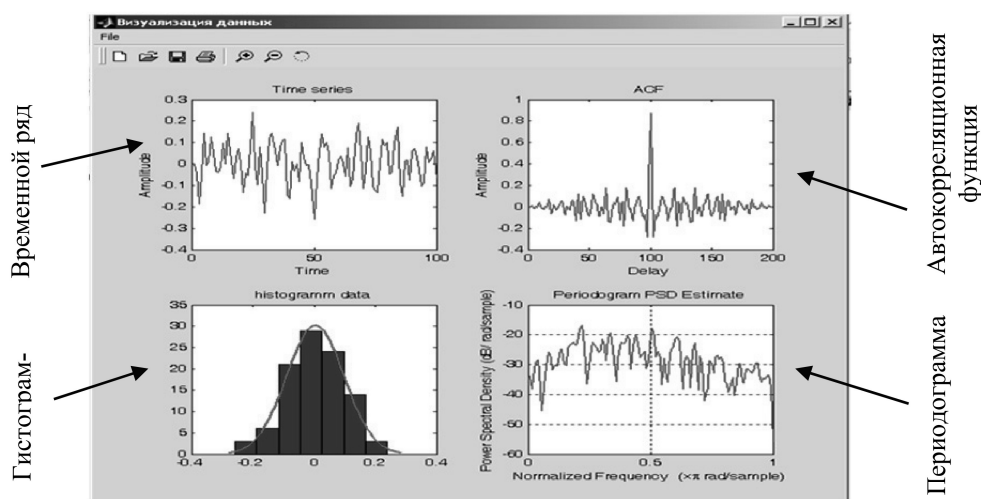 Визуализация данных
File
Временной ряд
Time series
0.3
0.2
0.1
0
-0.1
-0.2
-0.3
-0.4
Amplitude
0
50
100
Time
ACF
1
0.8
0.6
0.4
0.2
0
-0.2
-0.4
Amplitude
0
50
100
150
200
Delay
Автокорреляционная
функция
Гистограм-
histogramm data
35
30
25
20
15
10
5
0
-0.4
-0.2
0
0.2
0.4
Periodogram PSD Estimate
-10
-20
-30
-40
-50
-60
Power Spectral Density (dB/ rad/sample)
0
0.5
1
Normalized Frequency (×π rad/sample)
Периодограмма